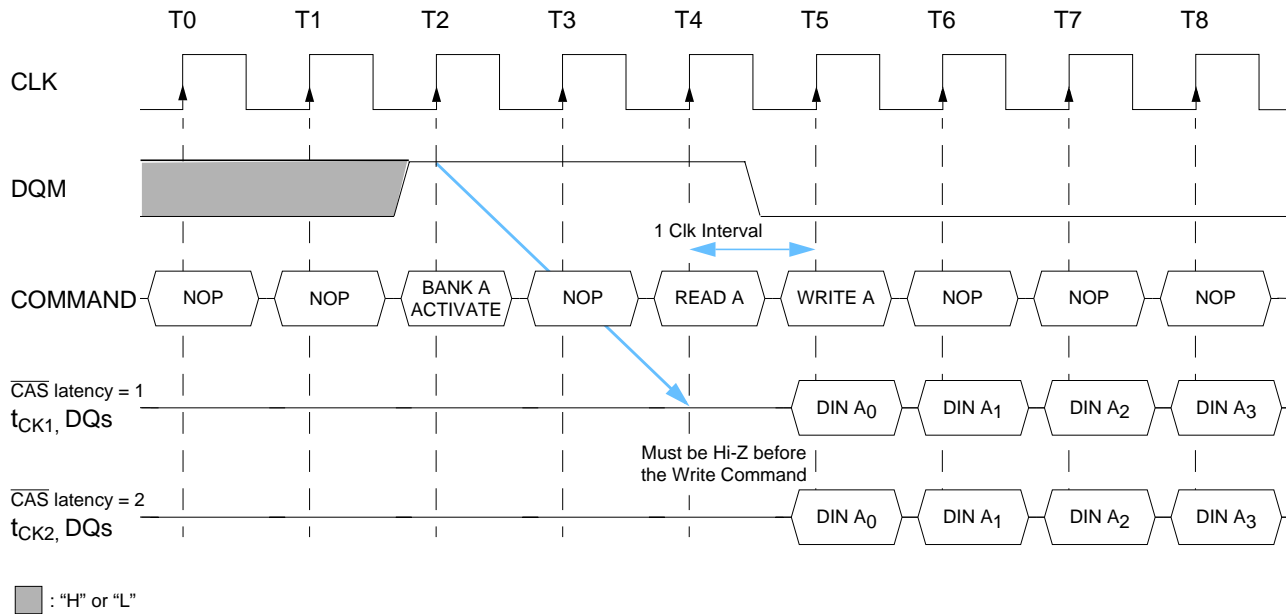 T0 T1 T2 T3 T4 T5 T6 T7 T8
CLK
DQM
1 Clk Interval
COMMAND NOP NOP BANK A ACTIVATE NOP READ A WRITE A NOP NOP NOP
CAS latency = 1
tCK1, DQs DIN A0 DIN A1 DIN A2 DIN A3
Must be Hi-Z before
the Write Command
CAS latency = 2
tCK2, DQs DIN A0 DIN A1 DIN A2 DIN A3
: “H” or “L”